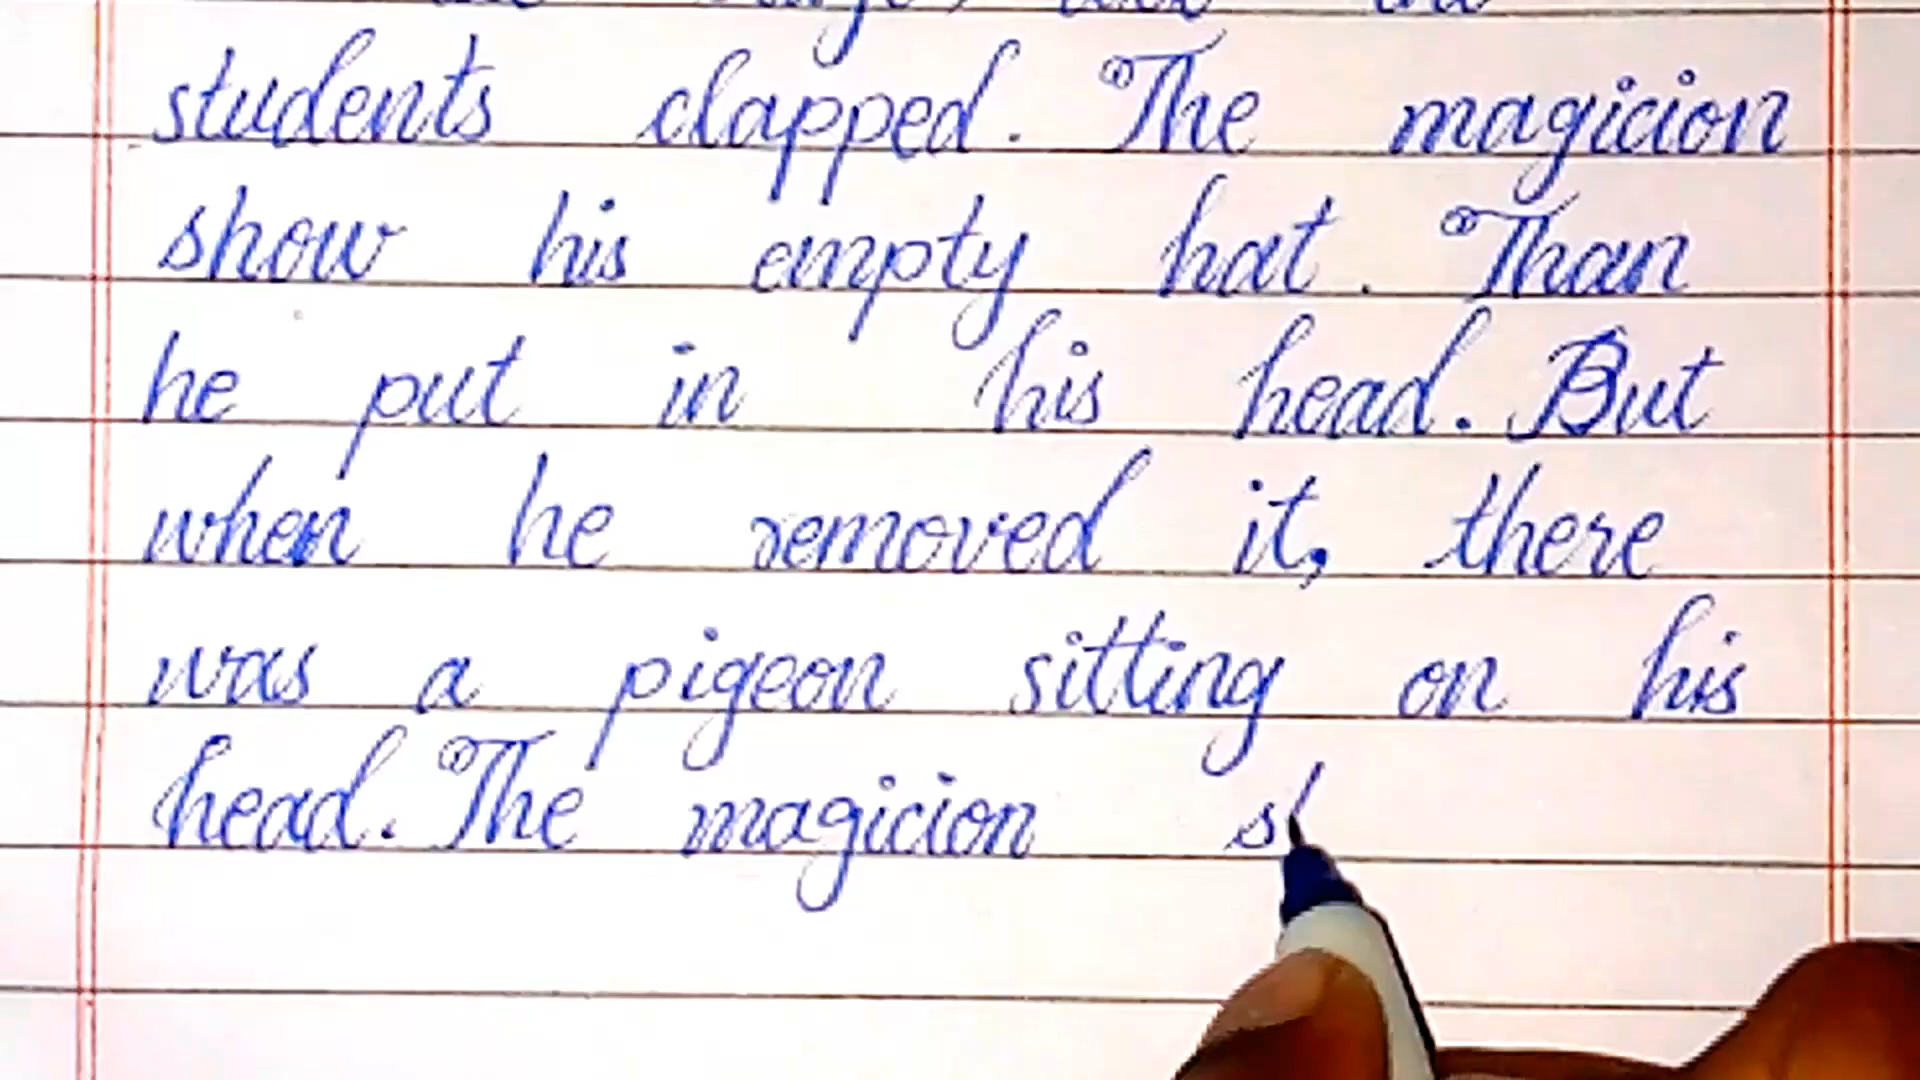 students clapped. The magicion
show his empty hat. Than
he put in his head. But
when he removed it, there
was a pigeon sitting on his
head. The magicion